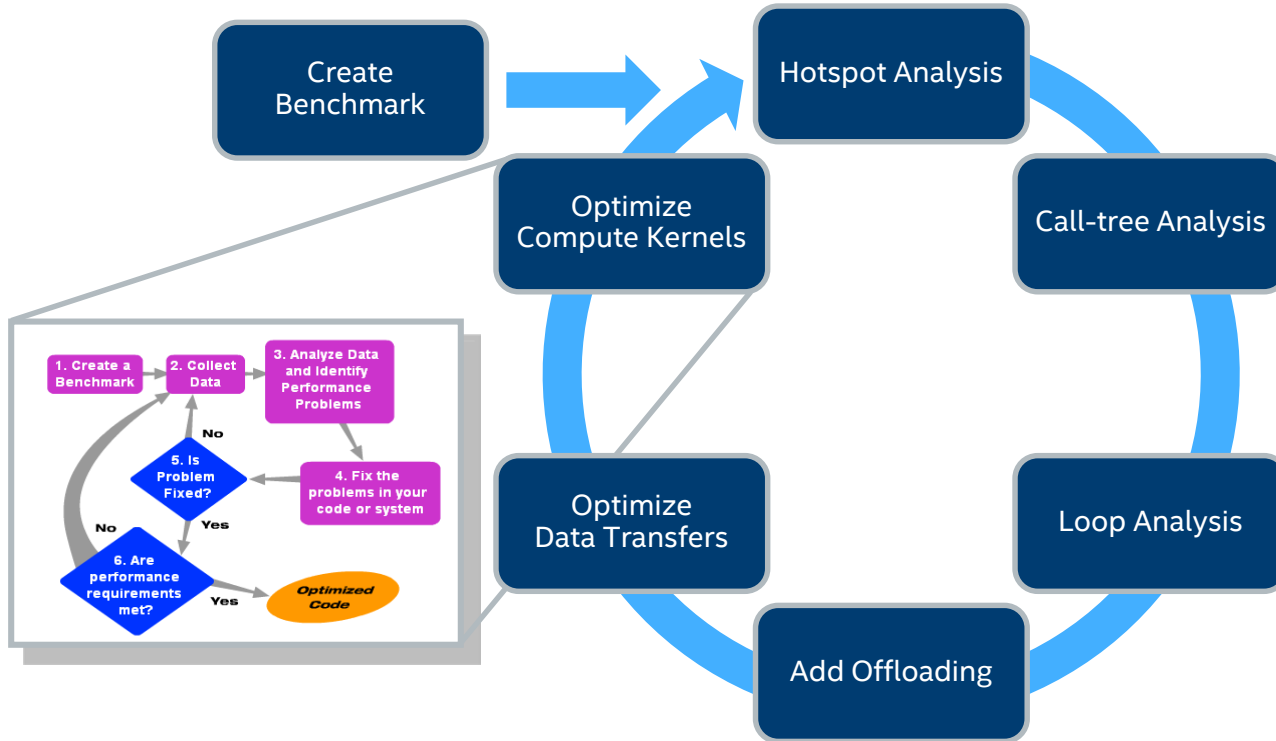 Create
Benchmark
Hotspot Analysis
Optimize
Compute Kernels
Call-tree Analysis
1. Create a
Benchmark
2. Collect
Data
3. Analyze Data
and Identify
Performance
Problems
No
5. Is
Problem
Fixed?
4. Fix the
problems in your
code or system
No
Yes
6. Are
performance
requirements
met?
Yes
Optimized
Code
Optimize
Data Transfers
Loop Analysis
Add Offloading